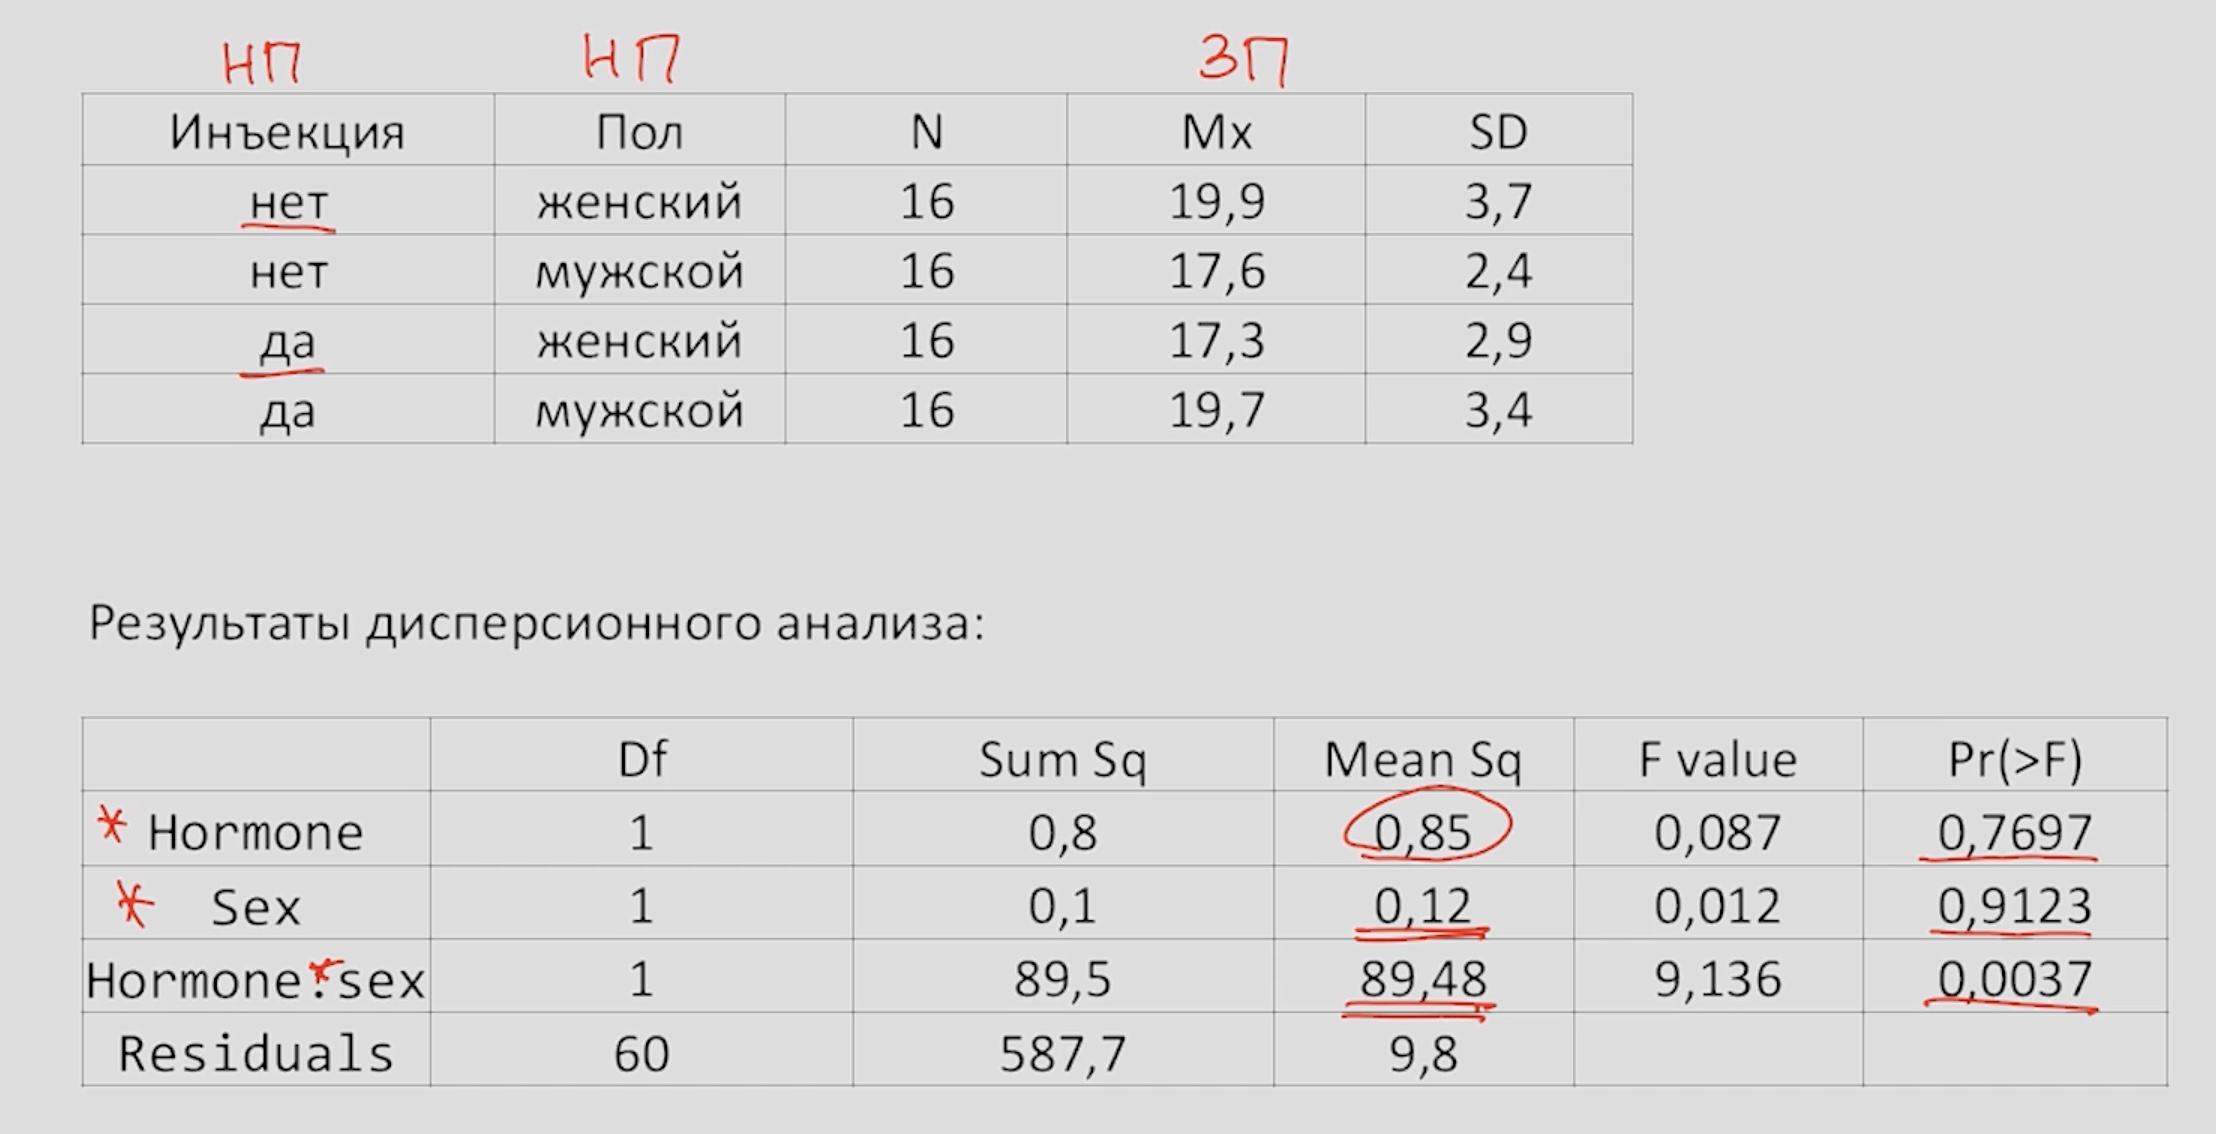 НП НП ЗП
Инъекция Пол N Mx SD
нет женский 16 19,9 3,7
нет мужской 16 17,6 2,4
да женский 16 17,3 2,9
да мужской 16 19,7 3,4
Результаты дисперсионного анализа:
Df Sum Sq Mean Sq F value Pr(>F)
* Hormone 1 0,8 0,85 0,087 0,7697
* Sex 1 0,1 0,12 0,012 0,9123
Hormone:sex 1 89,5 89,48 9,136 0,0037
Residuals 60 587,7 9,8